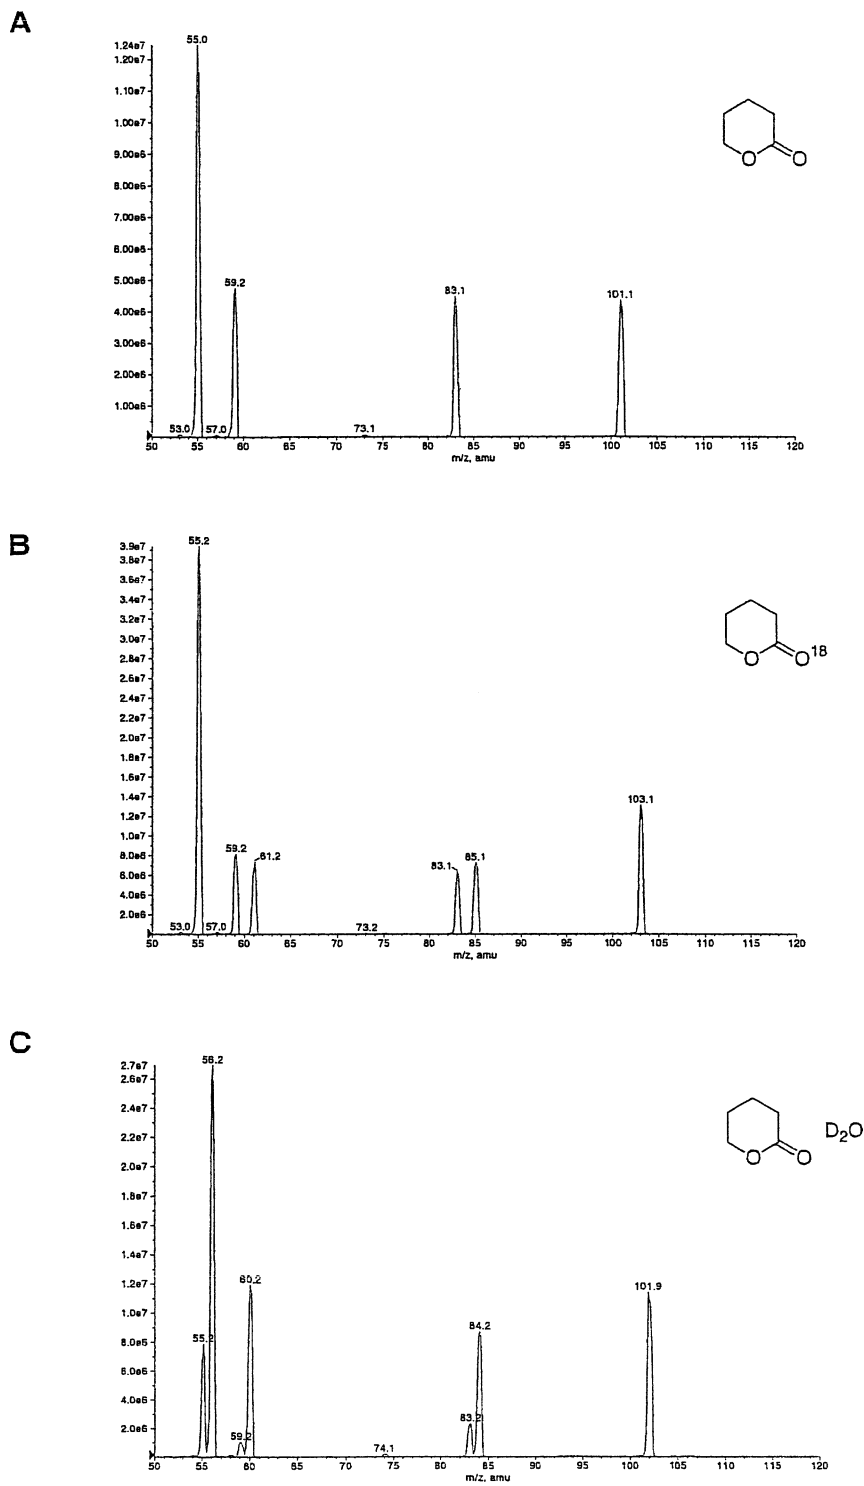 A
55.0
1.24e7
1.20e7
1.10e7
1.00e7
9.00e6
8.00e6
7.00e6
6.00e6
5.00e6
4.00e6
3.00e6
2.00e6
1.00e6
59.2
83.1
101.1
53.0 57.0
73.1
50 55 60 65 70 75 80 85 90 95 100 105 110 115 120
m/z, amu
O O
B
55.2
3.9e7
3.8e7
3.6e7
3.4e7
3.2e7
3.0e7
2.8e7
2.6e7
2.4e7
2.2e7
2.0e7
1.8e7
1.6e7
1.4e7
1.2e7
1.0e7
8.0e6
6.0e6
4.0e6
2.0e6
59.2
61.2
83.1
85.1
103.1
53.0 57.0
73.2
50 55 60 65 70 75 80 85 90 95 100 105 110 115 120
m/z, amu
O O18
C
56.2
2.7e7
2.6e7
2.4e7
2.2e7
2.0e7
1.8e7
1.6e7
1.4e7
1.2e7
1.0e7
8.0e6
6.0e6
4.0e6
2.0e6
55.2
60.2
59.2
74.1
83.2
84.2
101.9
50 55 60 65 70 75 80 85 90 95 100 105 110 115 120
m/z, amu
O O D2O